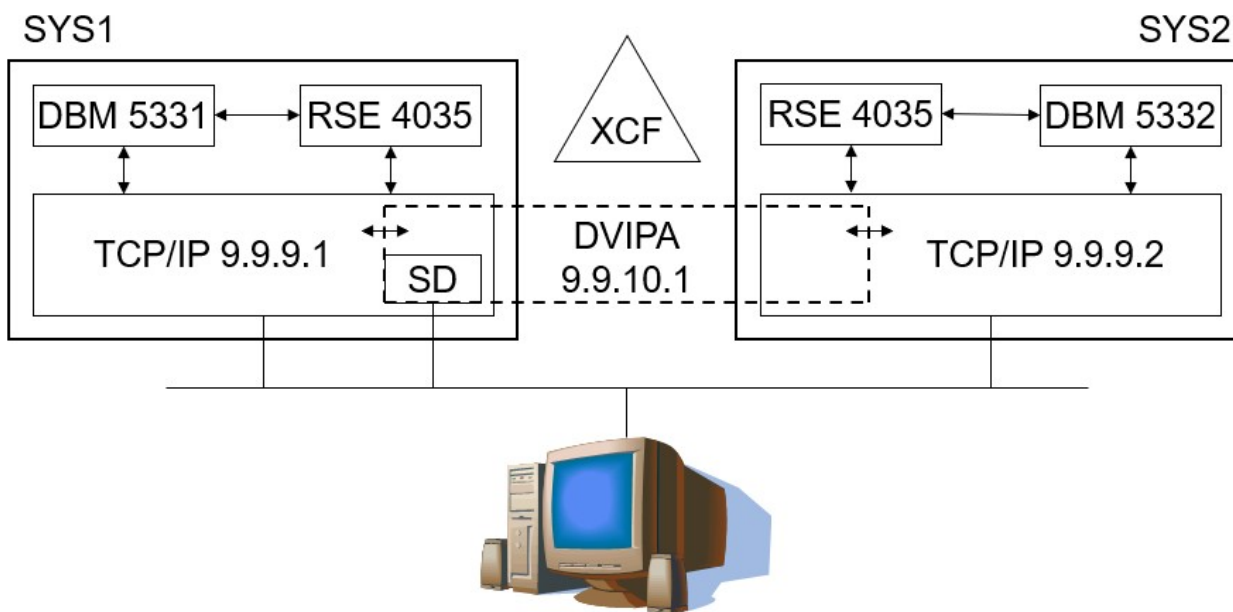 SYS1
SYS2
DBM 5331
RSE 4035
XCF
RSE 4035
DBM 5332
TCP/IP 9.9.9.1
SD
DVIPA
9.9.10.1
TCP/IP 9.9.9.2